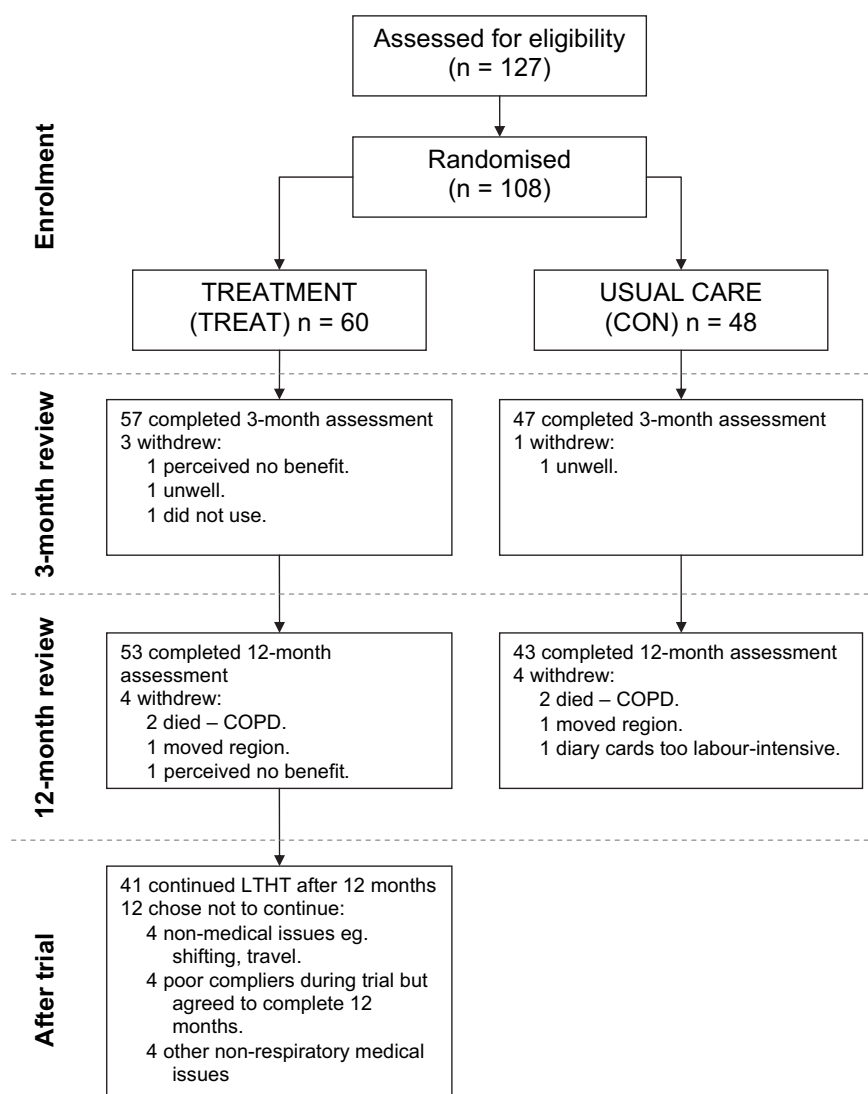 Assessed for eligibility
(n = 127)
Enrolment
Randomised
(n = 108)
TREATMENT
(TREAT) n = 60
USUAL CARE
(CON) n = 48
3-month review
57 completed 3-month assessment
3 withdrew:
1 perceived no benefit.
1 unwell.
1 did not use.
47 completed 3-month assessment
1 withdrew:
1 unwell.
12-month review
53 completed 12-month
assessment
4 withdrew:
2 died – COPD.
1 moved region.
1 perceived no benefit.
43 completed 12-month assessment
4 withdrew:
2 died – COPD.
1 moved region.
1 diary cards too labour-intensive.
After trial
41 continued LTHT after 12 months
12 chose not to continue:
4 non-medical issues eg.
shifting, travel.
4 poor compliers during trial but
agreed to complete 12
months.
4 other non-respiratory medical
issues